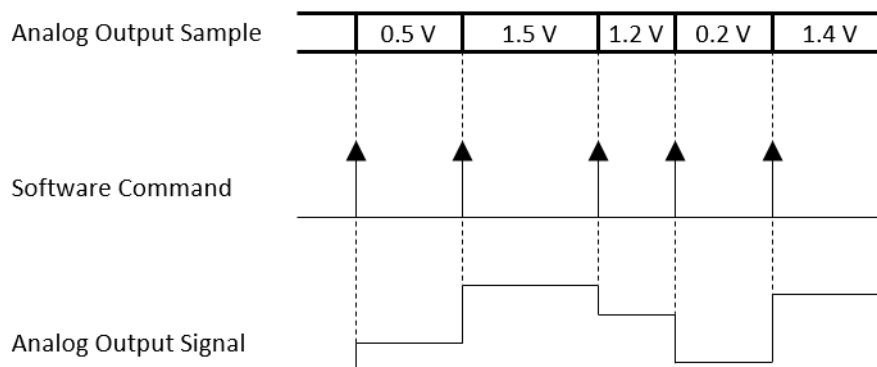 Analog Output Sample 0.5 V 1.5 V 1.2 V 0.2 V 1.4 V
Software Command
Analog Output Signal